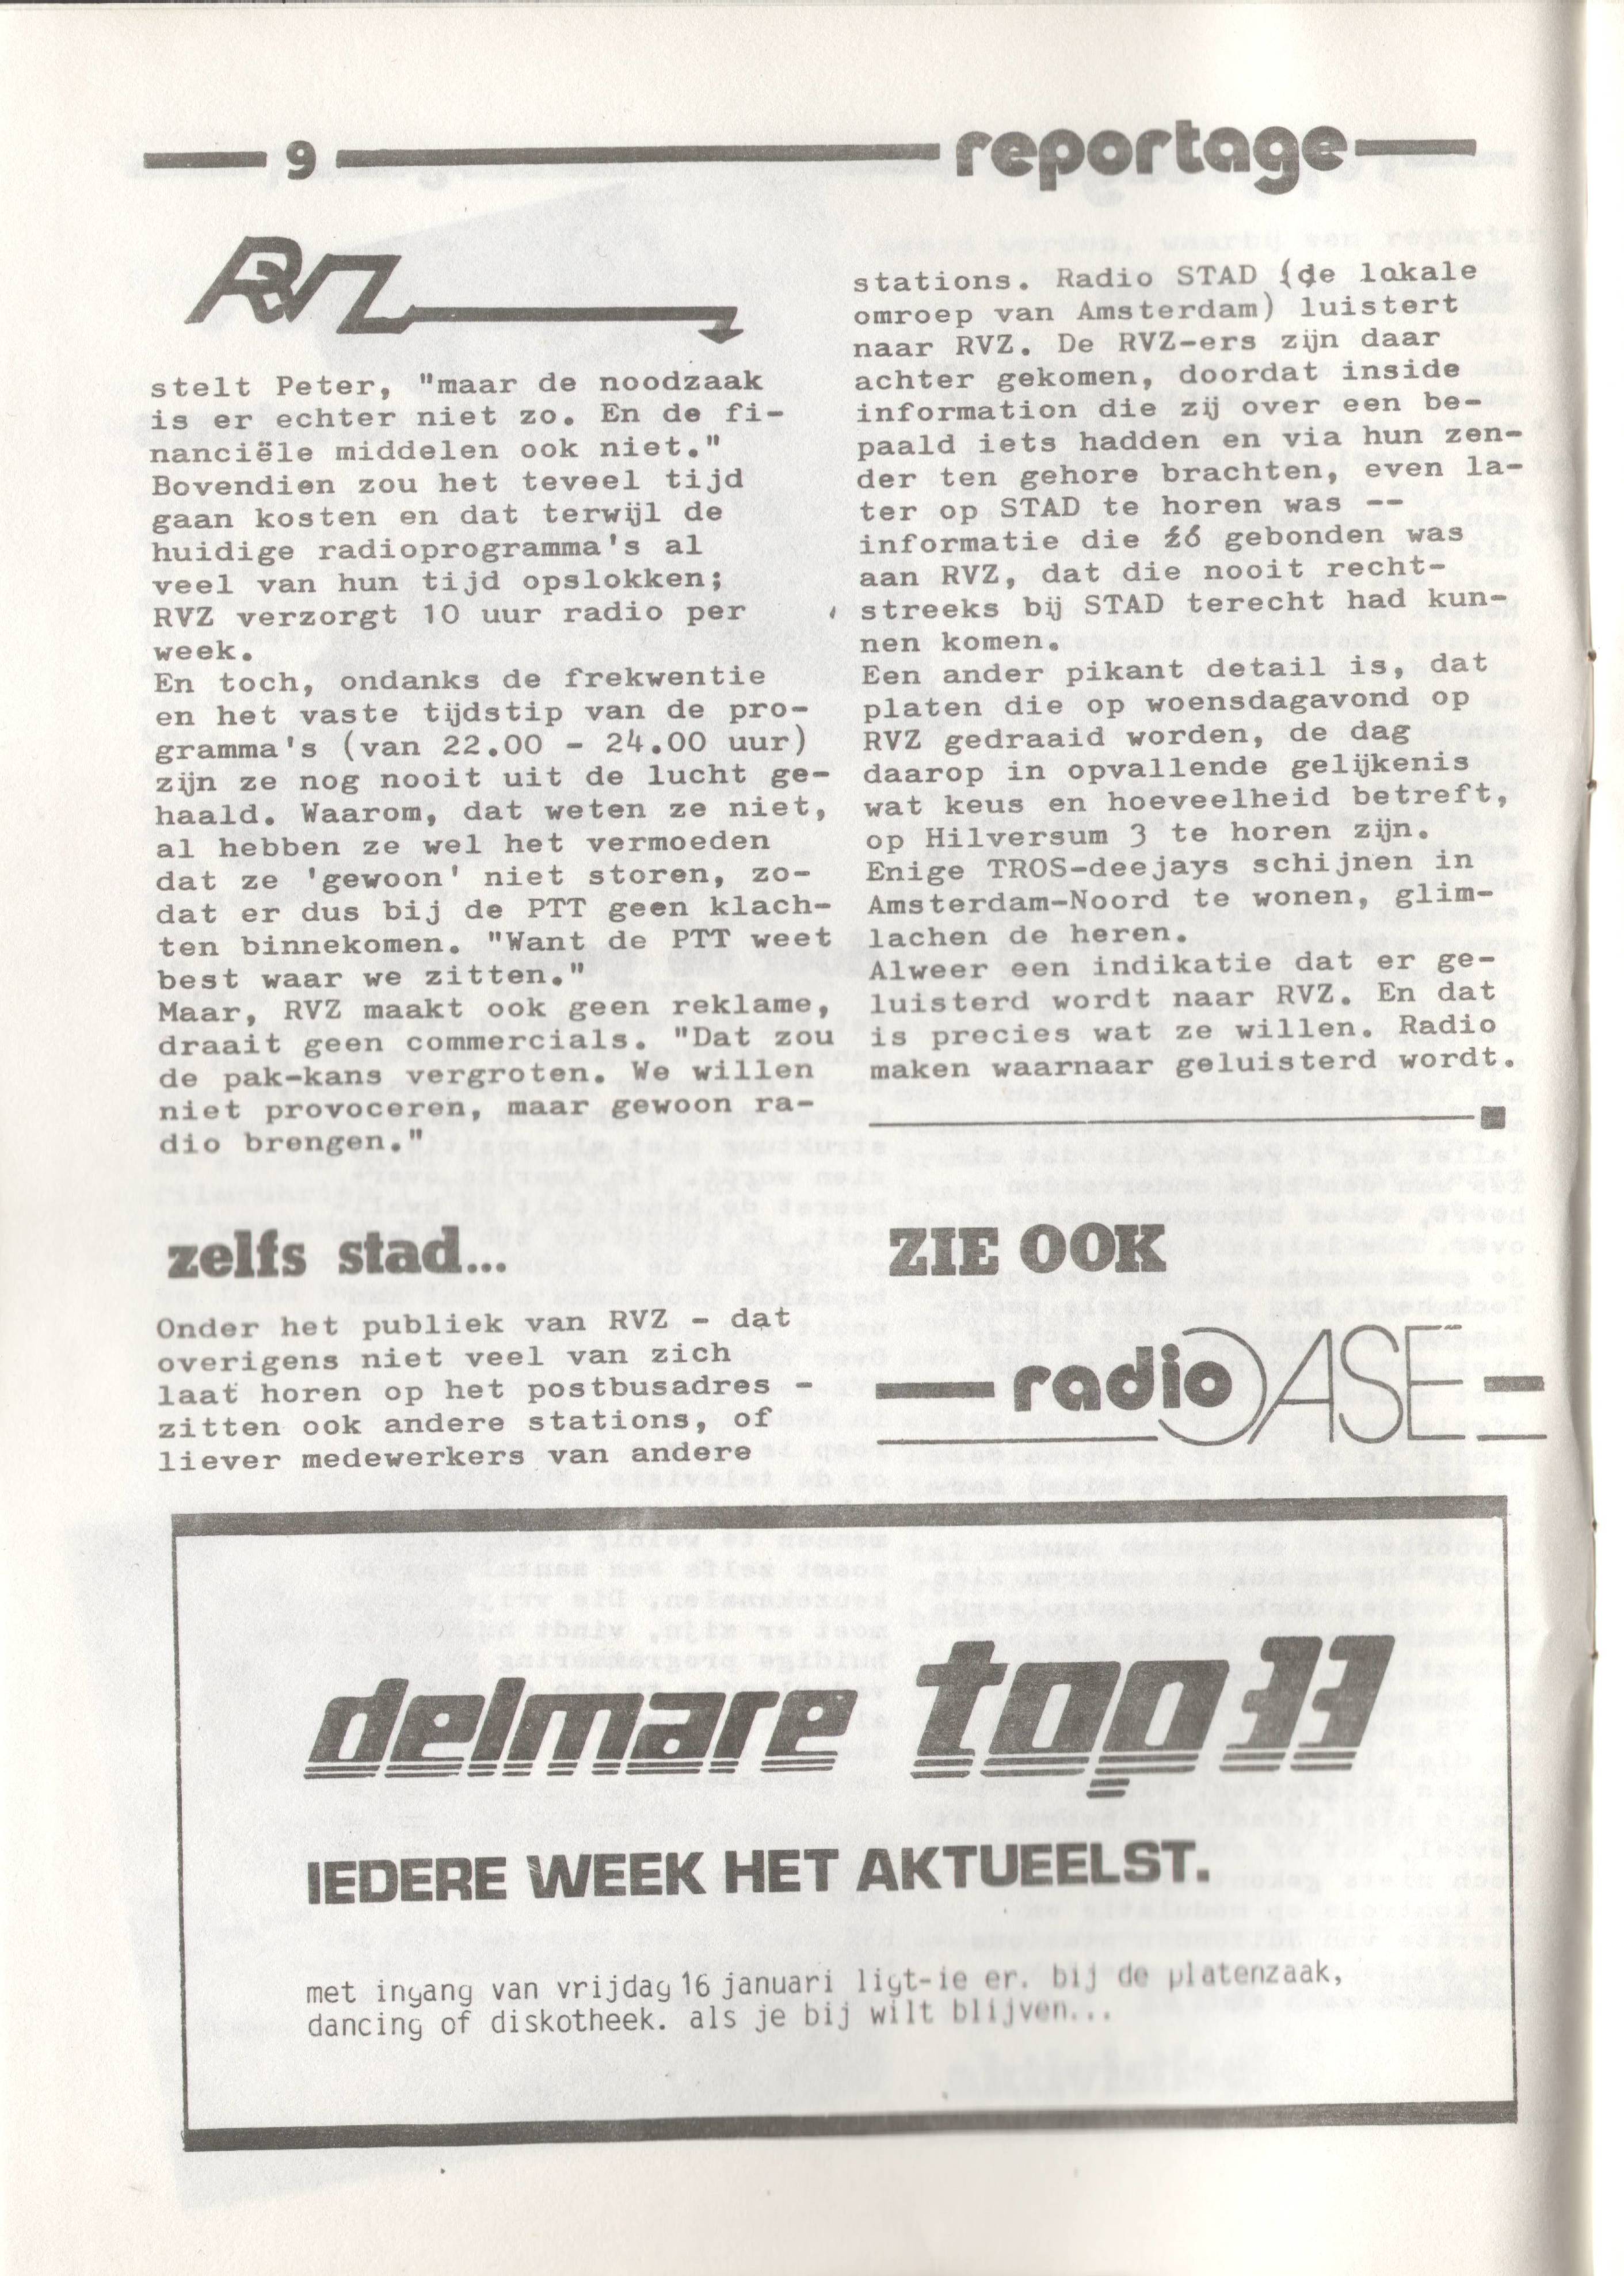 9 reportage
RVZ
stelt Peter, "maar de noodzaak
is er echter niet zo. En de fi-
nanciële middelen ook niet."
Bovendien zou het teveel tijd
gaan kosten en dat terwijl de
huidige radioprogramma's al
veel van hun tijd opslokken;
RVZ verzorgt 10 uur radio per
week.
En toch, ondanks de frekwentie
en het vaste tijdstip van de pro-
gramma's (van 22.00 - 24.00 uur)
zijn ze nog nooit uit de lucht ge-
haald. Waarom, dat weten ze niet,
al hebben ze wel het vermoeden
dat ze 'gewoon' niet storen, zo-
dat er dus bij de PTT geen klach-
ten binnekomen. "Want de PTT weet
best waar we zitten."
Maar, RVZ maakt ook geen reklame,
draait geen commercials. "Dat zou
de pak-kans vergroten. We willen
niet provoceren, maar gewoon ra-
dio brengen."
zelfs stad...
Onder het publiek van RVZ - dat
overigens niet veel van zich
laat horen op het postbusadres -
zitten ook andere stations, of
liever medewerkers van andere
stations. Radio STAD (de lokale
omroep van Amsterdam) luistert
naar RVZ. De RVZ-ers zijn daar
achter gekomen, doordat inside
information die zij over een be-
paald iets hadden en via hun zen-
der ten gehore brachten, even la-
ter op STAD te horen was --
informatie die źó gebonden was
aan RVZ, dat die nooit recht-
streeks bij STAD terecht had kun-
nen komen.
Een ander pikant detail is, dat
platen die op woensdagavond op
RVZ gedraaid worden, de dag
daarop in opvallende gelijkenis
wat keus en hoeveelheid betreft,
op Hilversum 3 te horen zijn.
Enige TROS-deejays schijnen in
Amsterdam-Noord te wonen, glim-
lachen de heren.
Alweer een indikatie dat er ge-
luisterd wordt naar RVZ. En dat
is precies wat ze willen. Radio
maken waarnaar geluisterd wordt.
ZIE OOK
radio OASE
delmare top 33
IEDERE WEEK HET AKTUEELST.
met ingang van vrijdag 16 januari ligt-ie er. bij de platenzaak,
dancing of diskotheek. als je bij wilt blijven...